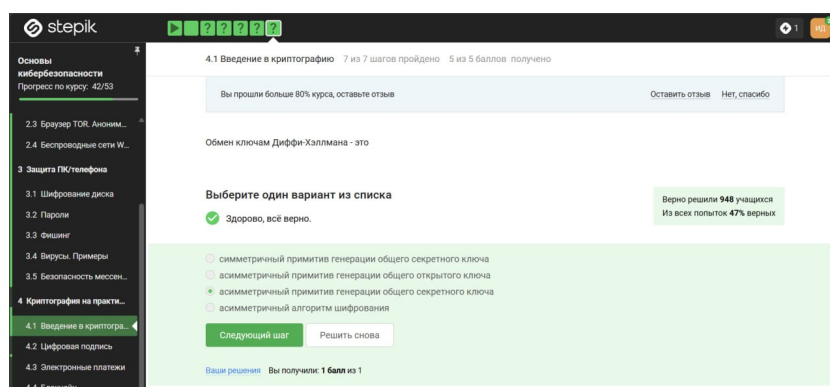 stepik
? ? ? ? ?
1
ИД
Основы
кибербезопасности
Прогресс по курсу: 42/53
2.3 Браузер TOR. Аноним...
2.4 Беспроводные сети W...
3 Защита ПК/телефона
3.1 Шифрование диска
3.2 Пароли
3.3 Фишинг
3.4 Вирусы. Примеры
3.5 Безопасность мессен...
4 Криптография на практи...
4.1 Введение в криптогра...
4.2 Цифровая подпись
4.3 Электронные платежи
4.4 Блокчейн
4.1 Введение в криптографию 7 из 7 шагов пройдено 5 из 5 баллов получено
Вы прошли больше 80% курса, оставьте отзыв
Оставить отзыв Нет, спасибо
Обмен ключам Диффи-Хэллмана - это
Выберите один вариант из списка
Здорово, всё верно.
Верно решили 948 учащихся
Из всех попыток 47% верных
симметричный примитив генерации общего секретного ключа
асимметричный примитив генерации общего открытого ключа
асимметричный примитив генерации общего секретного ключа
асимметричный алгоритм шифрования
Следующий шаг Решить снова
Ваши решения Вы получили: 1 балл из 1